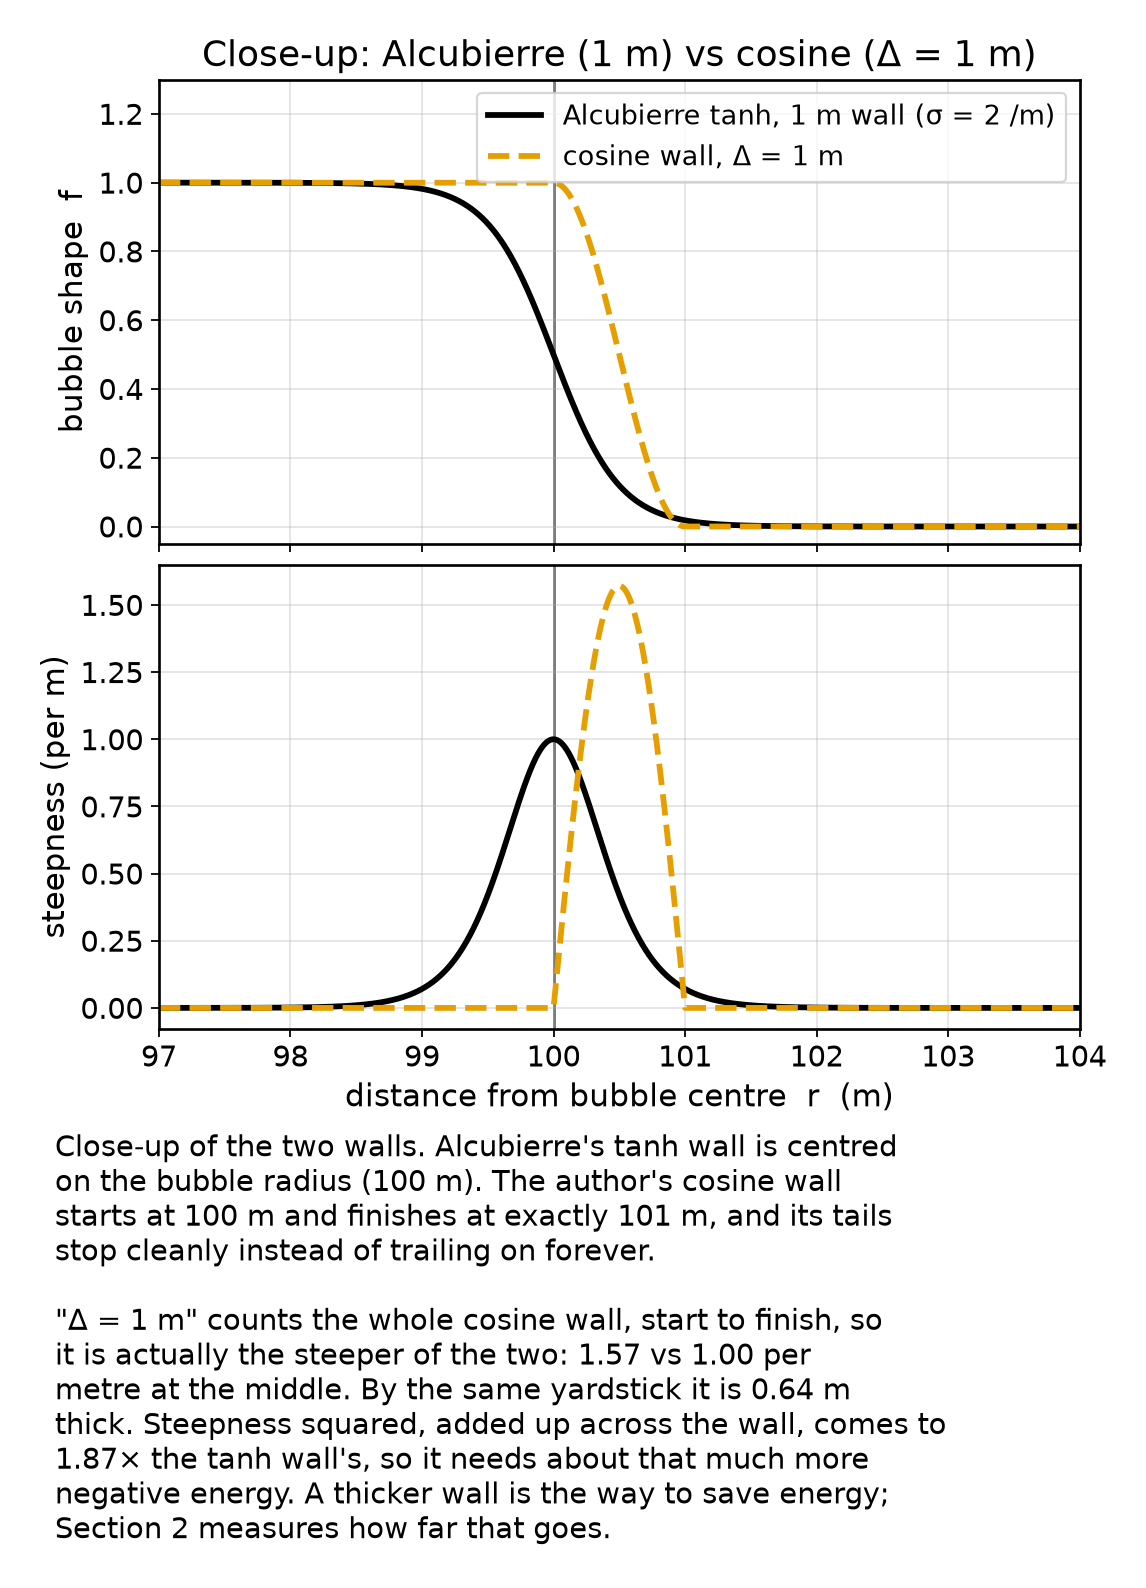 Close-up: Alcubierre (1 m) vs cosine (Δ = 1 m)
Alcubierre tanh, 1 m wall (σ = 2 /m)
cosine wall, Δ = 1 m
bubble shape f
1.2
1.0
0.8
0.6
0.4
0.2
0.0
steepness (per m)
1.50
1.25
1.00
0.75
0.50
0.25
0.00
97 98 99 100 101 102 103 104
distance from bubble centre r (m)
Close-up of the two walls. Alcubierre's tanh wall is centred
on the bubble radius (100 m). The author's cosine wall
starts at 100 m and finishes at exactly 101 m, and its tails
stop cleanly instead of trailing on forever.
"Δ = 1 m" counts the whole cosine wall, start to finish, so
it is actually the steeper of the two: 1.57 vs 1.00 per
metre at the middle. By the same yardstick it is 0.64 m
thick. Steepness squared, added up across the wall, comes to
1.87× the tanh wall's, so it needs about that much more
negative energy. A thicker wall is the way to save energy;
Section 2 measures how far that goes.